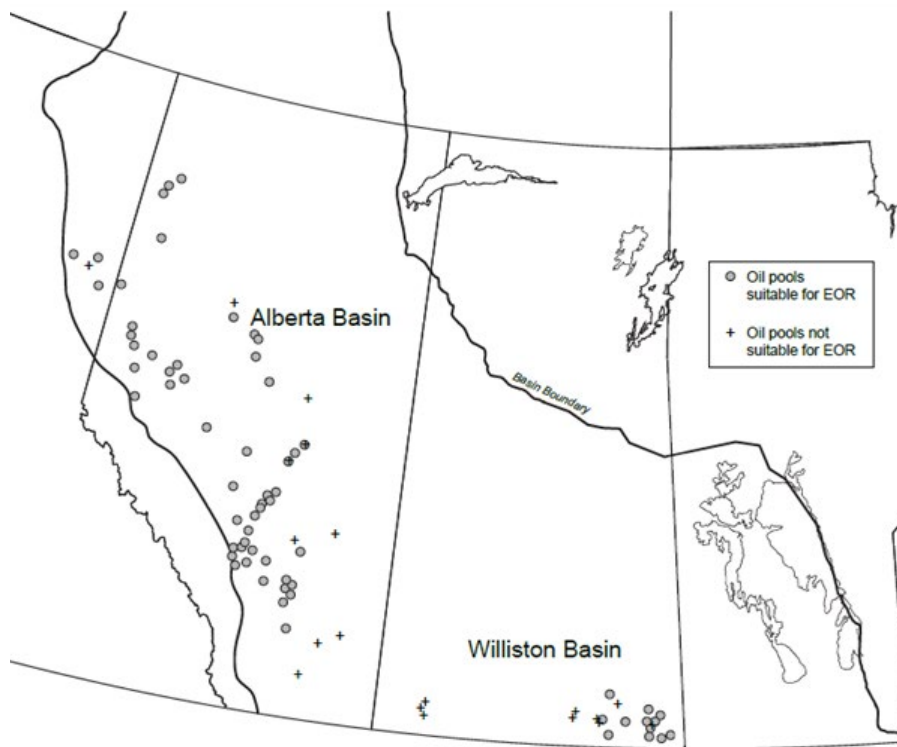 Alberta Basin
Oil pools
suitable for EOR
Oil pools not
suitable for EOR
Basin Boundary
Williston Basin